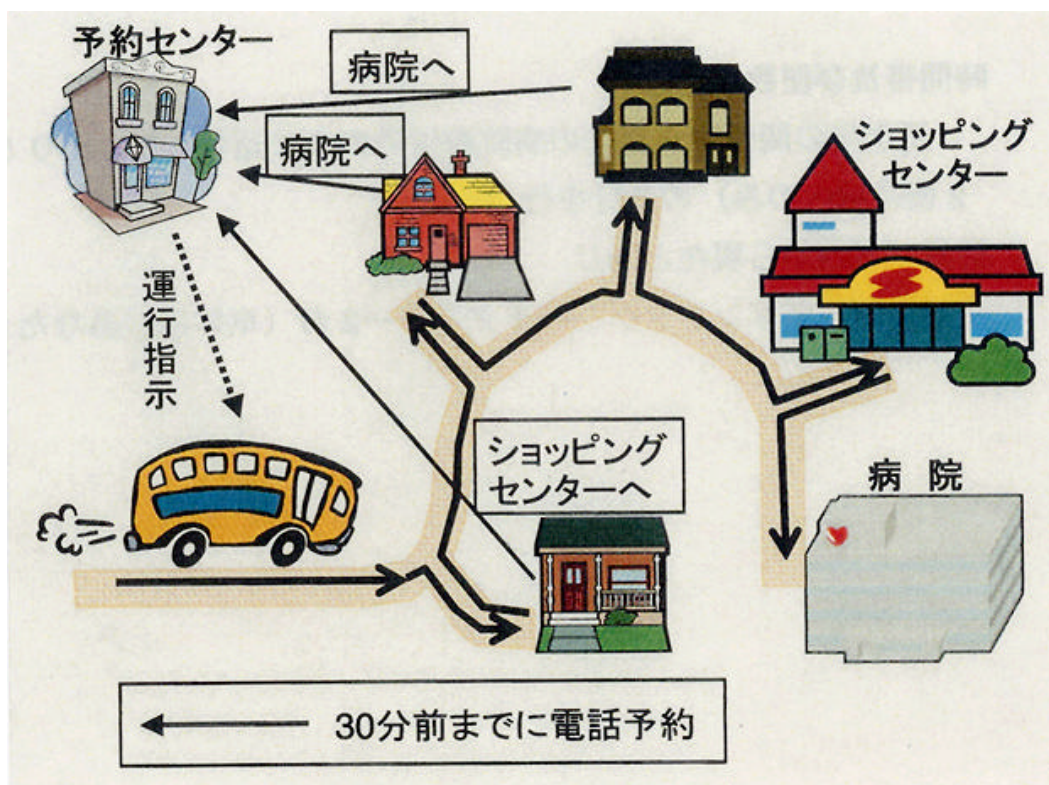 予約センター
病院へ
病院へ
ショッピング
センター
運行指示
ショッピング
センターへ
病 院
30分前までに電話予約